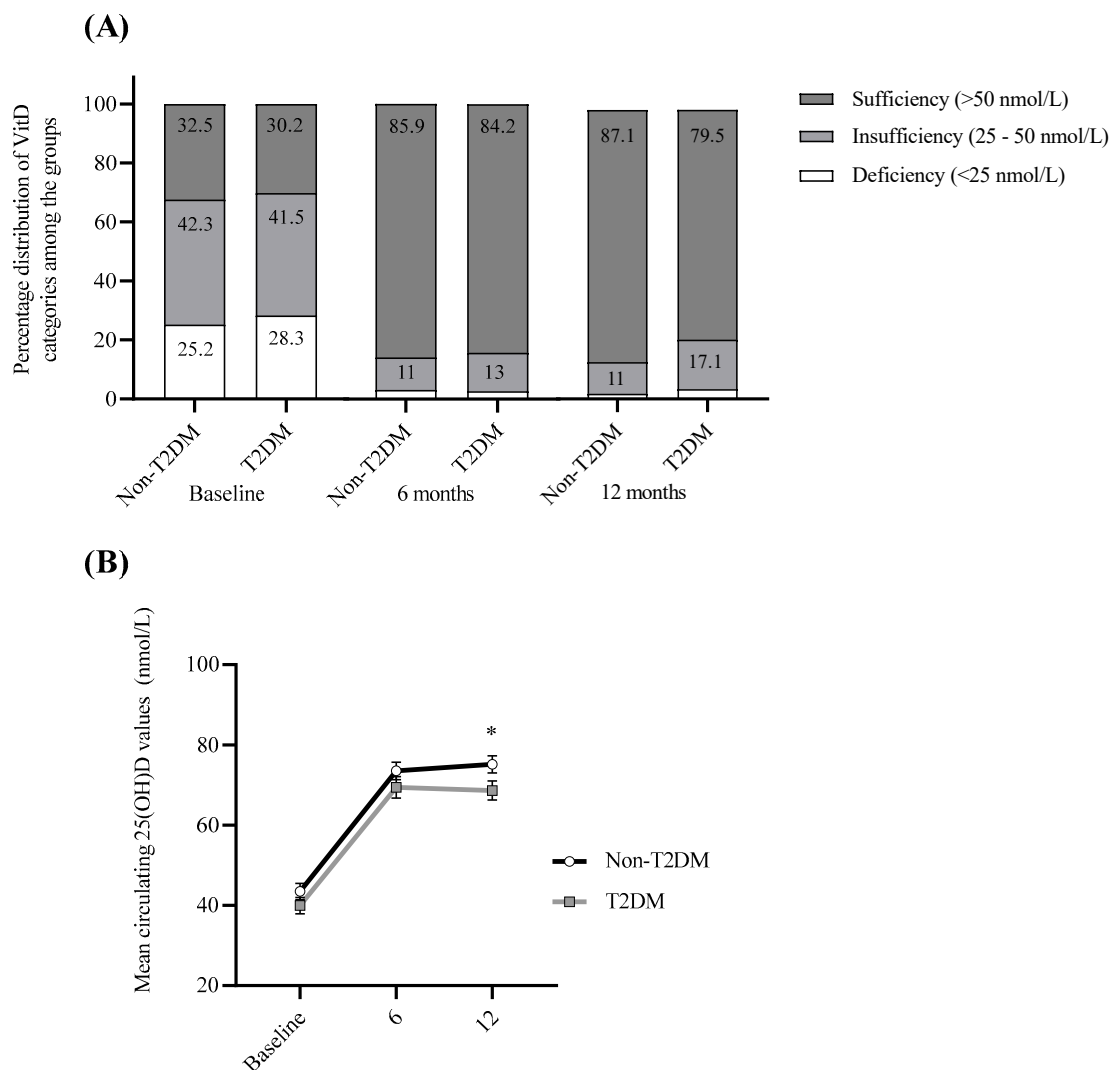 (A)
Percentage distribution of VitD
categories among the groups
100
80
60
40
20
0
32.5
42.3
25.2
30.2
41.5
28.3
85.9
11
84.2
13
87.1
11
79.5
17.1
Non-T2DM
T2DM
Non-T2DM
T2DM
Non-T2DM
T2DM
Baseline
6 months
12 months
Sufficiency (>50 nmol/L)
Insufficiency (25 - 50 nmol/L)
Deficiency (<25 nmol/L)
(B)
Mean circulating 25(OH)D values (nmol/L)
100
80
60
40
20
*
Baseline
6
12
Non-T2DM
T2DM